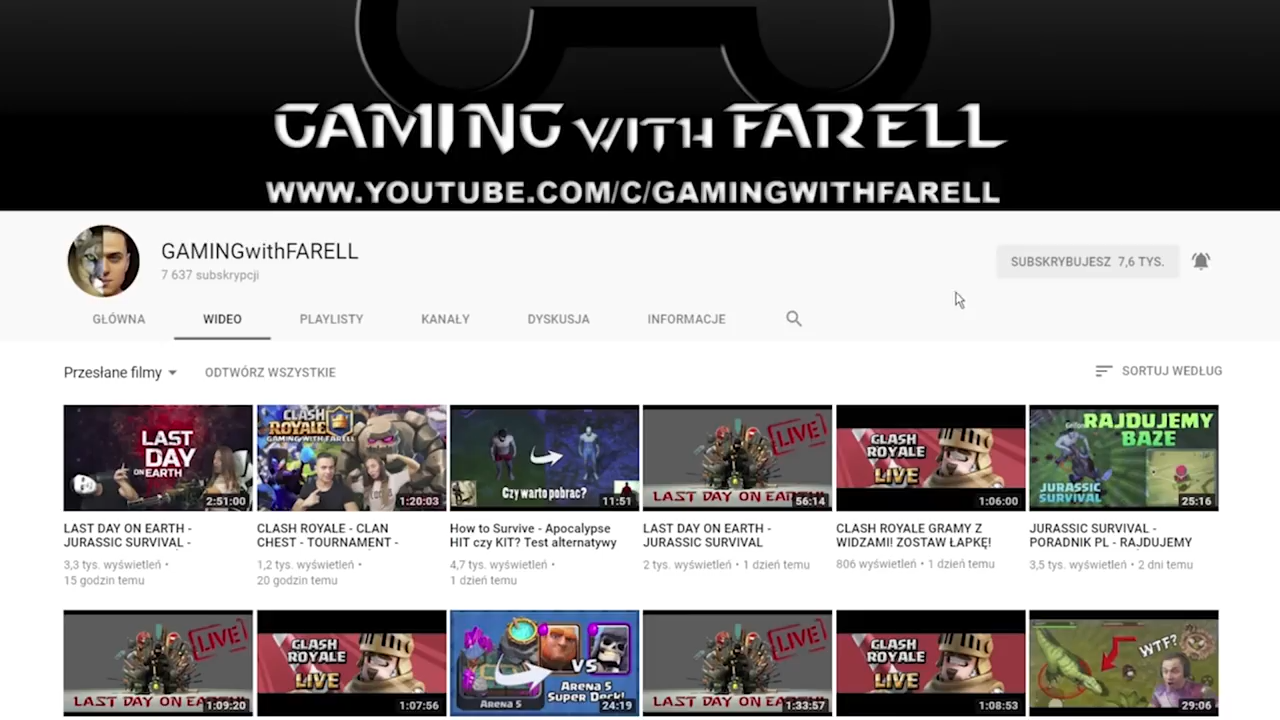 GAMING WITH FARELL
WWW.YOUTUBE.COM/C/GAMINGWITHFARELL
GAMINGwithFARELL
7 637 subskrypcji
SUBSKRYBUJESZ 7,6 TYS.
GŁÓWNA WIDEO PLAYLISTY KANAŁY DYSKUSJA INFORMACJE
Przesłane filmy ODTWÓRZ WSZYSTKIE SORTUJ WEDŁUG
LAST
DAY
ON EARTH
2:51:00
CLASH
ROYALE
GAMING WITH FARELL
1:20:03
Czy warto pobrac?
11:51
LIVE
LAST DAY ON EARTH
56:14
CLASH
ROYALE
LIVE
1:06:00
RAJDUJEMY
BAZE
JURASSIC
SURVIVAL
25:16
LAST DAY ON EARTH -
JURASSIC SURVIVAL -
3,3 tys. wyświetleń •
15 godzin temu
CLASH ROYALE - CLAN
CHEST - TOURNAMENT -
1,2 tys. wyświetleń •
20 godzin temu
How to Survive - Apocalypse
HIT czy KIT? Test alternatywy
4,7 tys. wyświetleń •
1 dzień temu
LAST DAY ON EARTH -
JURASSIC SURVIVAL
2 tys. wyświetleń • 1 dzień temu
CLASH ROYALE GRAMY Z
WIDZAMI! ZOSTAW ŁAPKĘ!
806 wyświetleń • 1 dzień temu
JURASSIC SURVIVAL -
PORADNIK PL - RAJDUJEMY
3,5 tys. wyświetleń • 2 dni temu
LIVE
LAST DAY ON EARTH
1:09:20
CLASH
ROYALE
LIVE
1:07:56
VS
Arena 5
Super Deck!
Arena 5
24:19
LIVE
LAST DAY ON EARTH
1:33:57
CLASH
ROYALE
LIVE
1:08:53
WTF?
29:06